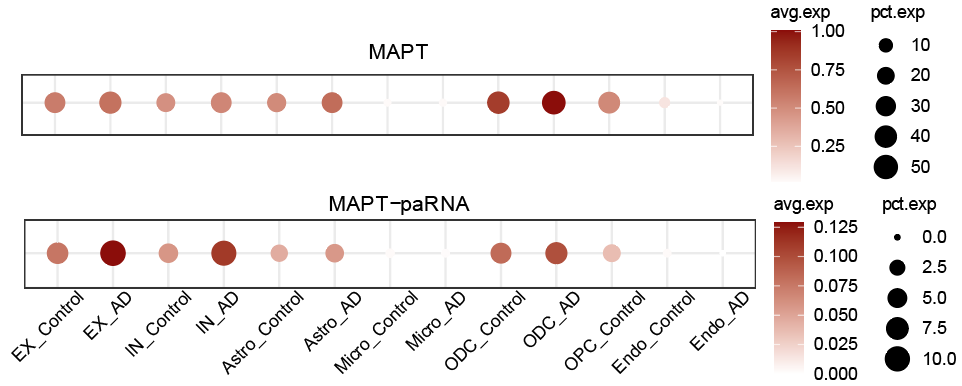 MAPT
avg.exp
1.00
0.75
0.50
0.25
pct.exp
10
20
30
40
50
MAPT−paRNA
avg.exp
0.125
0.100
0.075
0.050
0.025
0.000
pct.exp
0.0
2.5
5.0
7.5
10.0
EX_Control
EX_AD
IN_Control
IN_AD
Astro_Control
Astro_AD
Micro_Control
Micro_AD
ODC_Control
ODC_AD
OPC_Control
Endo_Control
Endo_AD